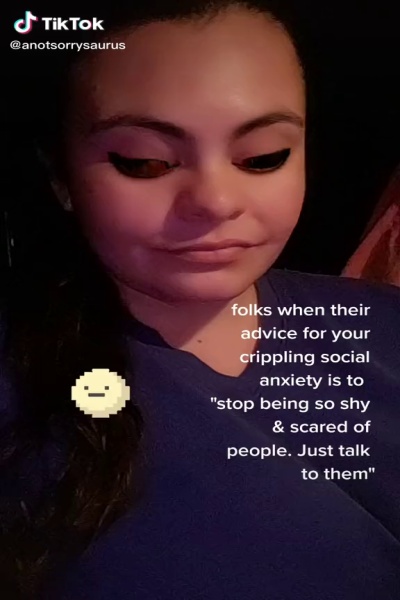 TikTok
@anotsorrysaurus
folks when their
advice for your
crippling social
anxiety is to
"stop being so shy
& scared of
people. Just talk
to them"